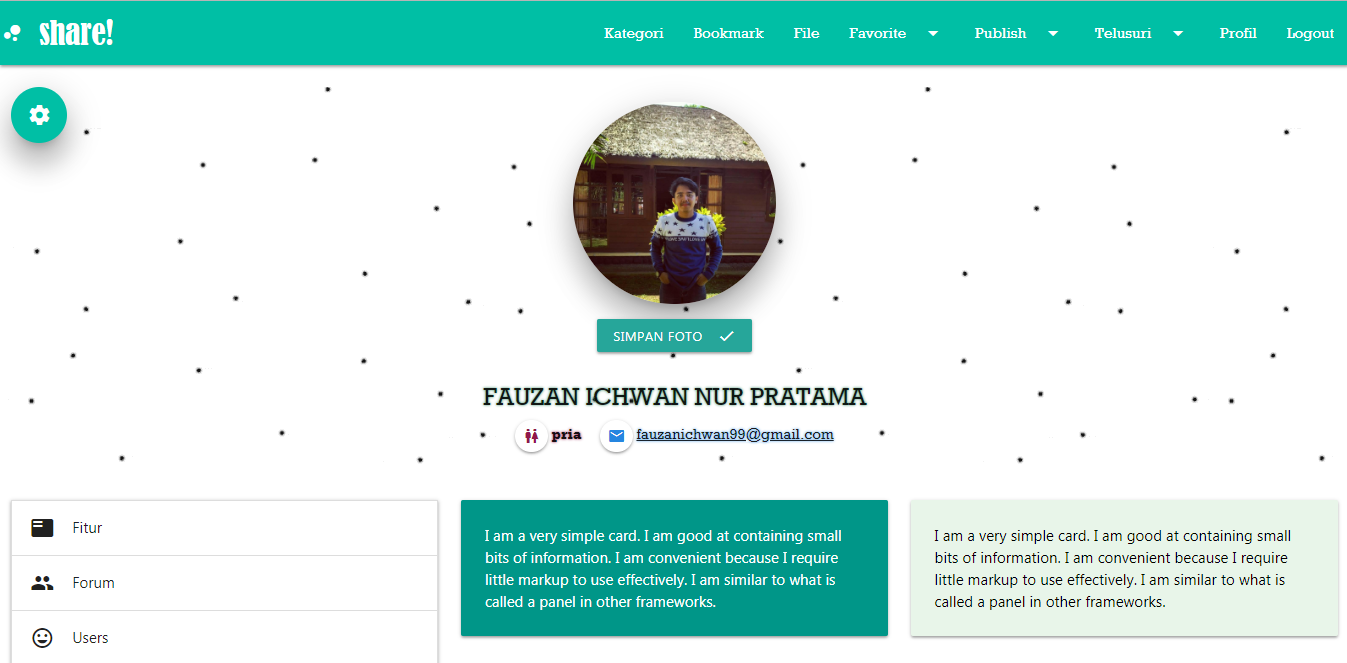 share!
Kategori Bookmark File Favorite Publish Telusuri Profil Logout
SIMPAN FOTO
FAUZAN ICHWAN NUR PRATAMA
pria fauzanichwan99@gmail.com
Fitur
Forum
Users
I am a very simple card. I am good at containing small
bits of information. I am convenient because I require
little markup to use effectively. I am similar to what is
called a panel in other frameworks.
I am a very simple card. I am good at containing small
bits of information. I am convenient because I require
little markup to use effectively. I am similar to what is
called a panel in other frameworks.